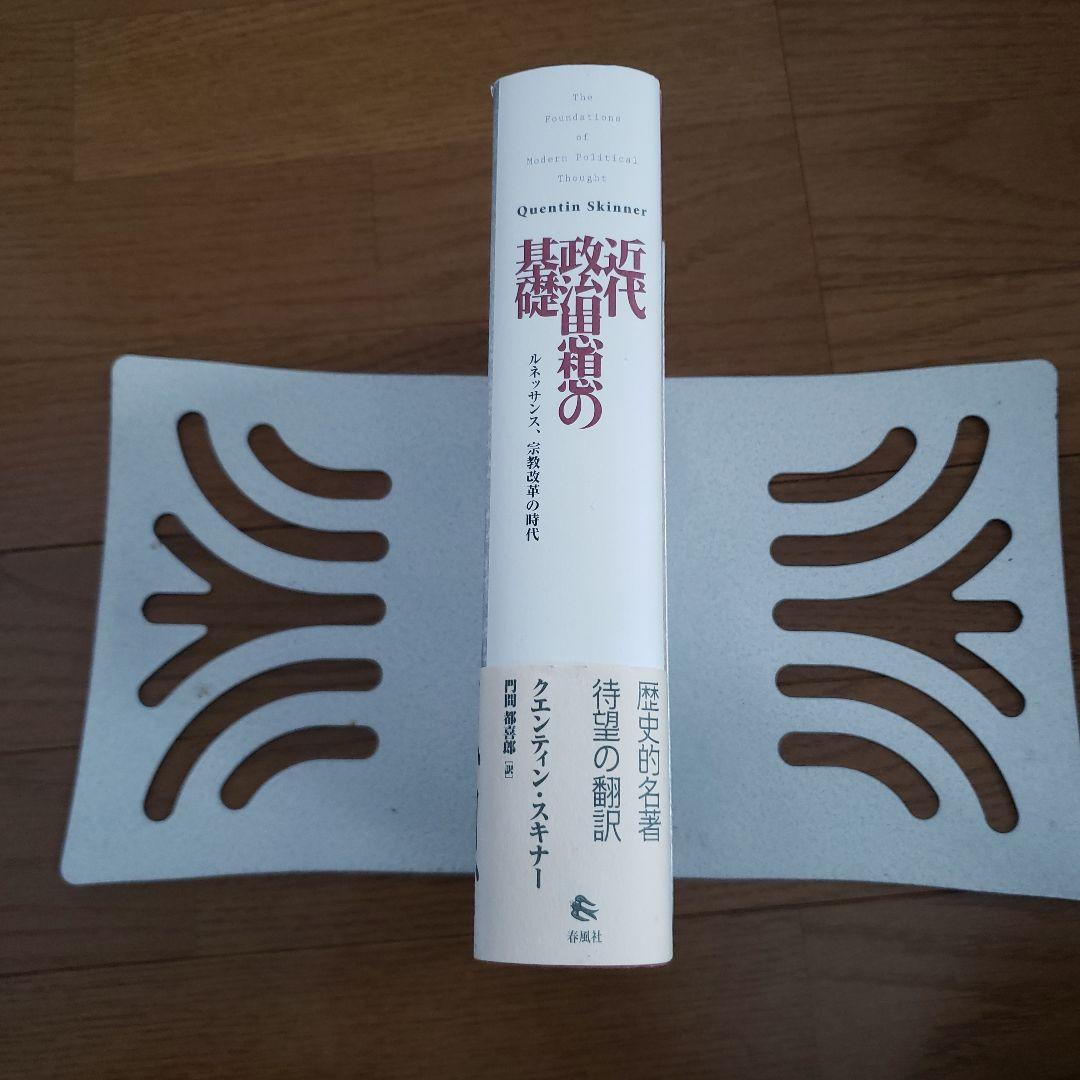 The
Foundations
of
Modern Political
Thought
Quentin Skinner
近代
政治思想の
基礎
ルネッサンス、宗教改革の時代
歴史的名著
待望の翻訳
クエンティン・スキナー
門間 都喜郎 [訳]
春風社